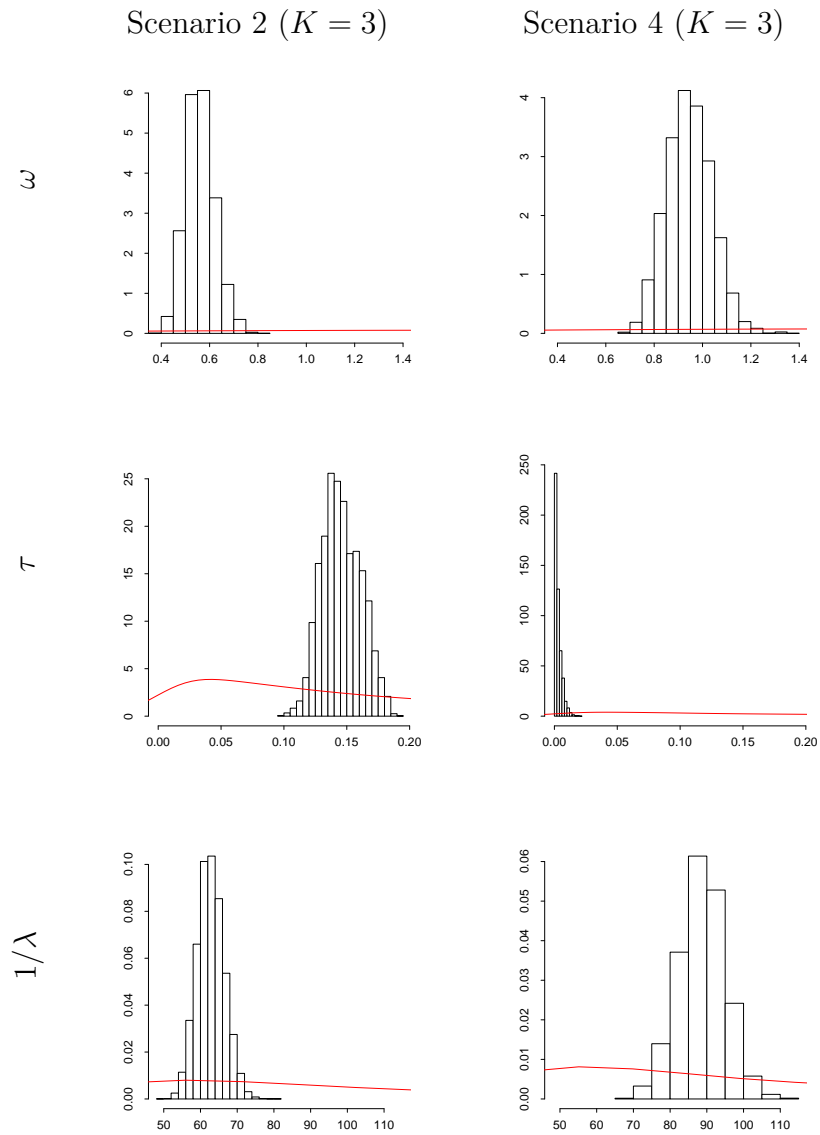 Scenario 2 (K = 3) Scenario 4 (K = 3)
ω
0 1 2 3 4 5 6
0.4 0.6 0.8 1.0 1.2 1.4
0 1 2 3 4
0.4 0.6 0.8 1.0 1.2 1.4
τ
0 5 10 15 20 25
0.00 0.05 0.10 0.15 0.20
0 50 100 150 200 250
0.00 0.05 0.10 0.15 0.20
1/λ
0.00 0.02 0.04 0.06 0.08 0.10
50 60 70 80 90 100 110
0.00 0.01 0.02 0.03 0.04 0.05 0.06
50 60 70 80 90 100 110